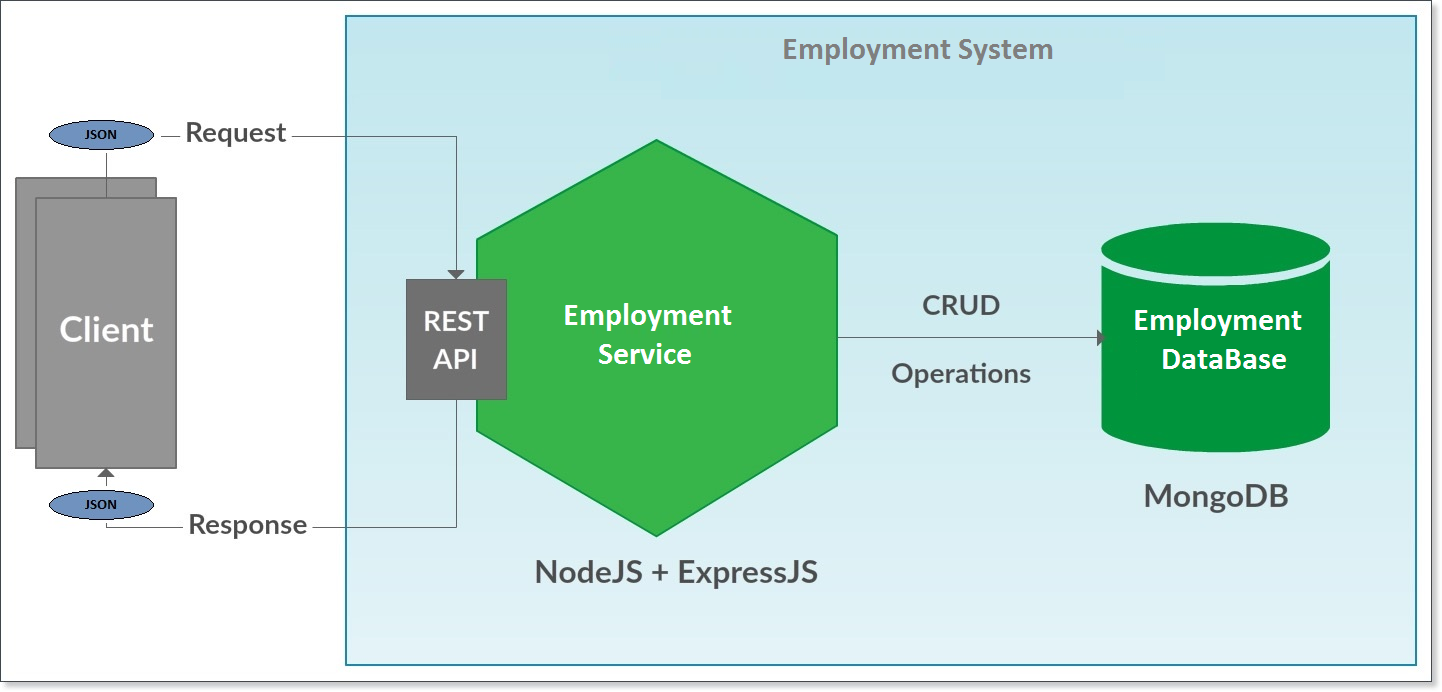 Employment System
JSON
Request
Client
REST
API
Employment
Service
CRUD
Operations
Employment
DataBase
MongoDB
JSON
Response
NodeJS + ExpressJS